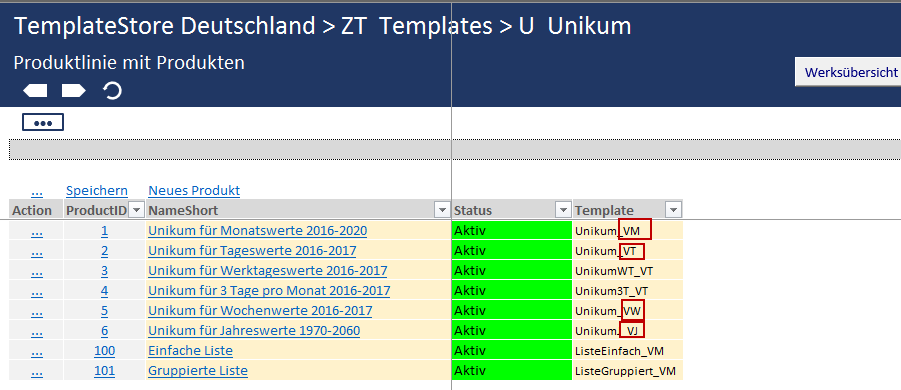 TemplateStore Deutschland > ZT Templates > U Unikum
Produktlinie mit Produkten
Werksübersicht
...
Speichern
Neues Produkt
Action ProductID NameShort Status Template
... 1 Unikum für Monatswerte 2016-2020 Aktiv Unikum_VM
... 2 Unikum für Tageswerte 2016-2017 Aktiv Unikum_VT
... 3 Unikum für Werktageswerte 2016-2017 Aktiv UnikumWT_VT
... 4 Unikum für 3 Tage pro Monat 2016-2017 Aktiv Unikum3T_VT
... 5 Unikum für Wochenwerte 2016-2017 Aktiv Unikum_VW
... 6 Unikum für Jahreswerte 1970-2060 Aktiv Unikum_VJ
... 100 Einfache Liste Aktiv ListeEinfach_VM
... 101 Gruppierte Liste Aktiv ListeGruppiert_VM